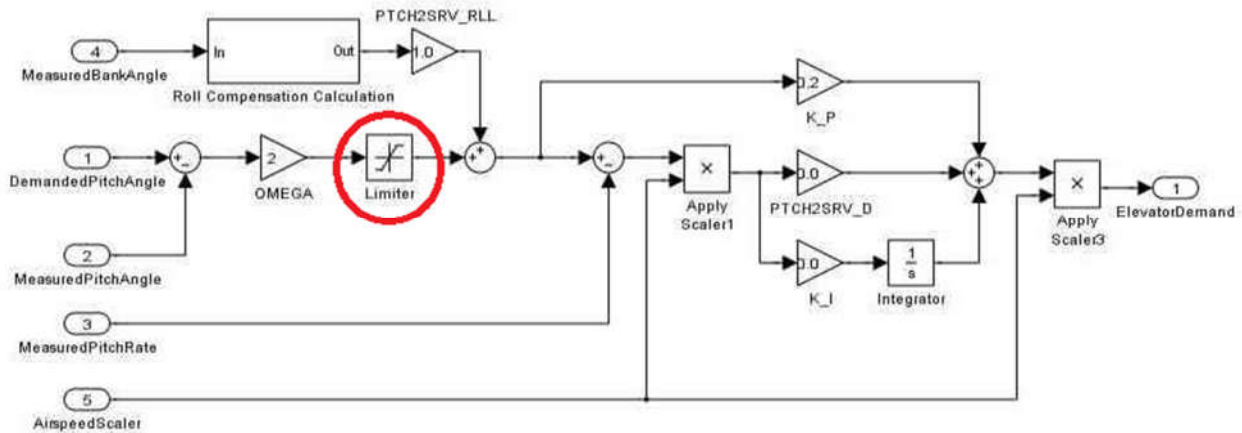 PTCH2SRV_RLL
4
In
Out
1.0
MeasuredBankAngle
Roll Compensation Calculation
0.2
K_P
1
+
-
2
+
+
+
-
×
0.0
+
+
+
×
1
DemandedPitchAngle
OMEGA
Limiter
Apply
Scaler1
PTCH2SRV_D
Apply
Scaler3
ElevatorDemand
2
0.0
1
s
MeasuredPitchAngle
K_I
Integrator
3
MeasuredPitchRate
5
AirspeedScaler